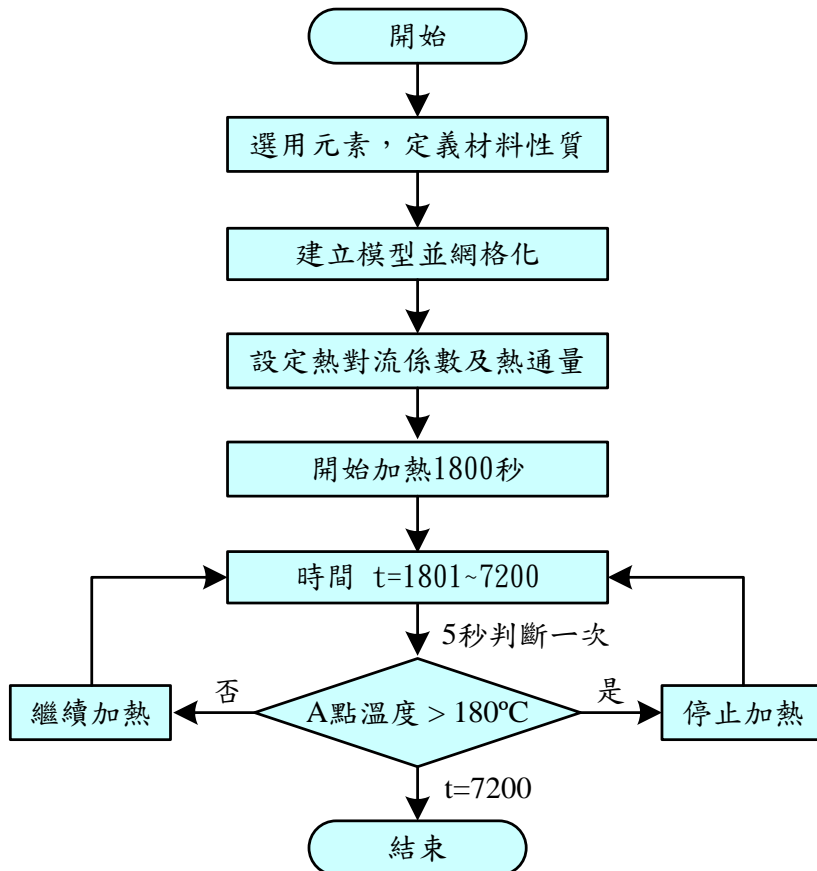 開始
選用元素，定義材料性質
建立模型並網格化
設定熱對流係數及熱通量
開始加熱1800秒
時間 t=1801~7200
5秒判斷一次
否
是
繼續加熱
A點溫度 > 180ºC
停止加熱
t=7200
結束